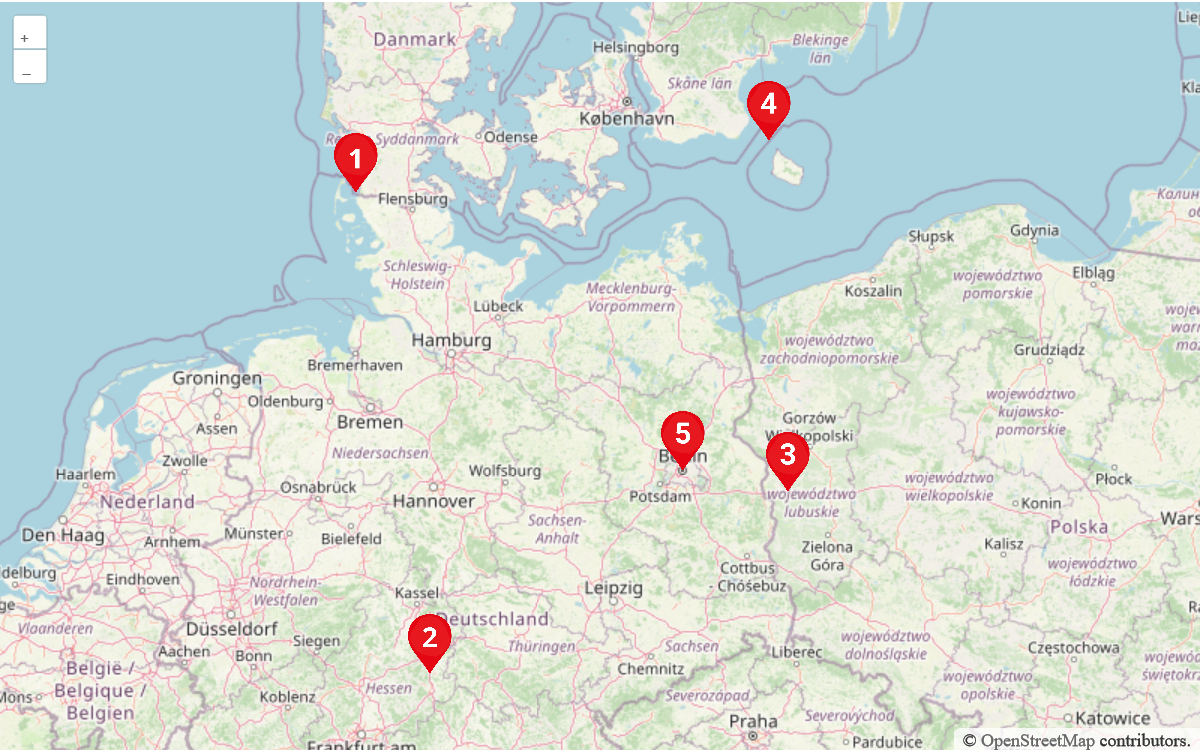 +
–
Danmark
Helsingborg
Blekinge
län
Skåne län
København
4
Odense
Syddanmark
1
Flensburg
Słupsk
Gdynia
Elbląg
Schleswig-
Holstein
Mecklenburg-
Vorpommern
Koszalin
województwo
pomorskie
Lübeck
Hamburg
województwo
zachodniopomorskie
Grudziądz
Bremerhaven
Groningen
Oldenburg
Bremen
Assen
województwo
kujawsko-
pomorskie
Gorzów
Wielkopolski
5
3
Niedersachsen
Zwolle
Haarlem
Wolfsburg
Osnabrück
Hannover
Potsdam
województwo
lubuskie
województwo
wielkopolskie
Płock
Konin
Nederland
Den Haag
Arnhem
Münster
Bielefeld
Sachsen-
Anhalt
Polska
Zielona
Góra
Kalisz
Eindhoven
Nordrhein-
Westfalen
Kassel
Leipzig
Cottbus
Chóśebuz
województwo
łódzkie
Vlaanderen
Düsseldorf
Siegen
2
Deutschland
Thüringen
Sachsen
Liberec
województwo
dolnośląskie
Częstochowa
Aachen
Bonn
België /
Belgique /
Belgien
Mons
Koblenz
Hessen
Chemnitz
Severozápad
województwo
opolskie
Frankfurt am
Praha
Severovýchod
Pardubice
Katowice
© OpenStreetMap contributors.